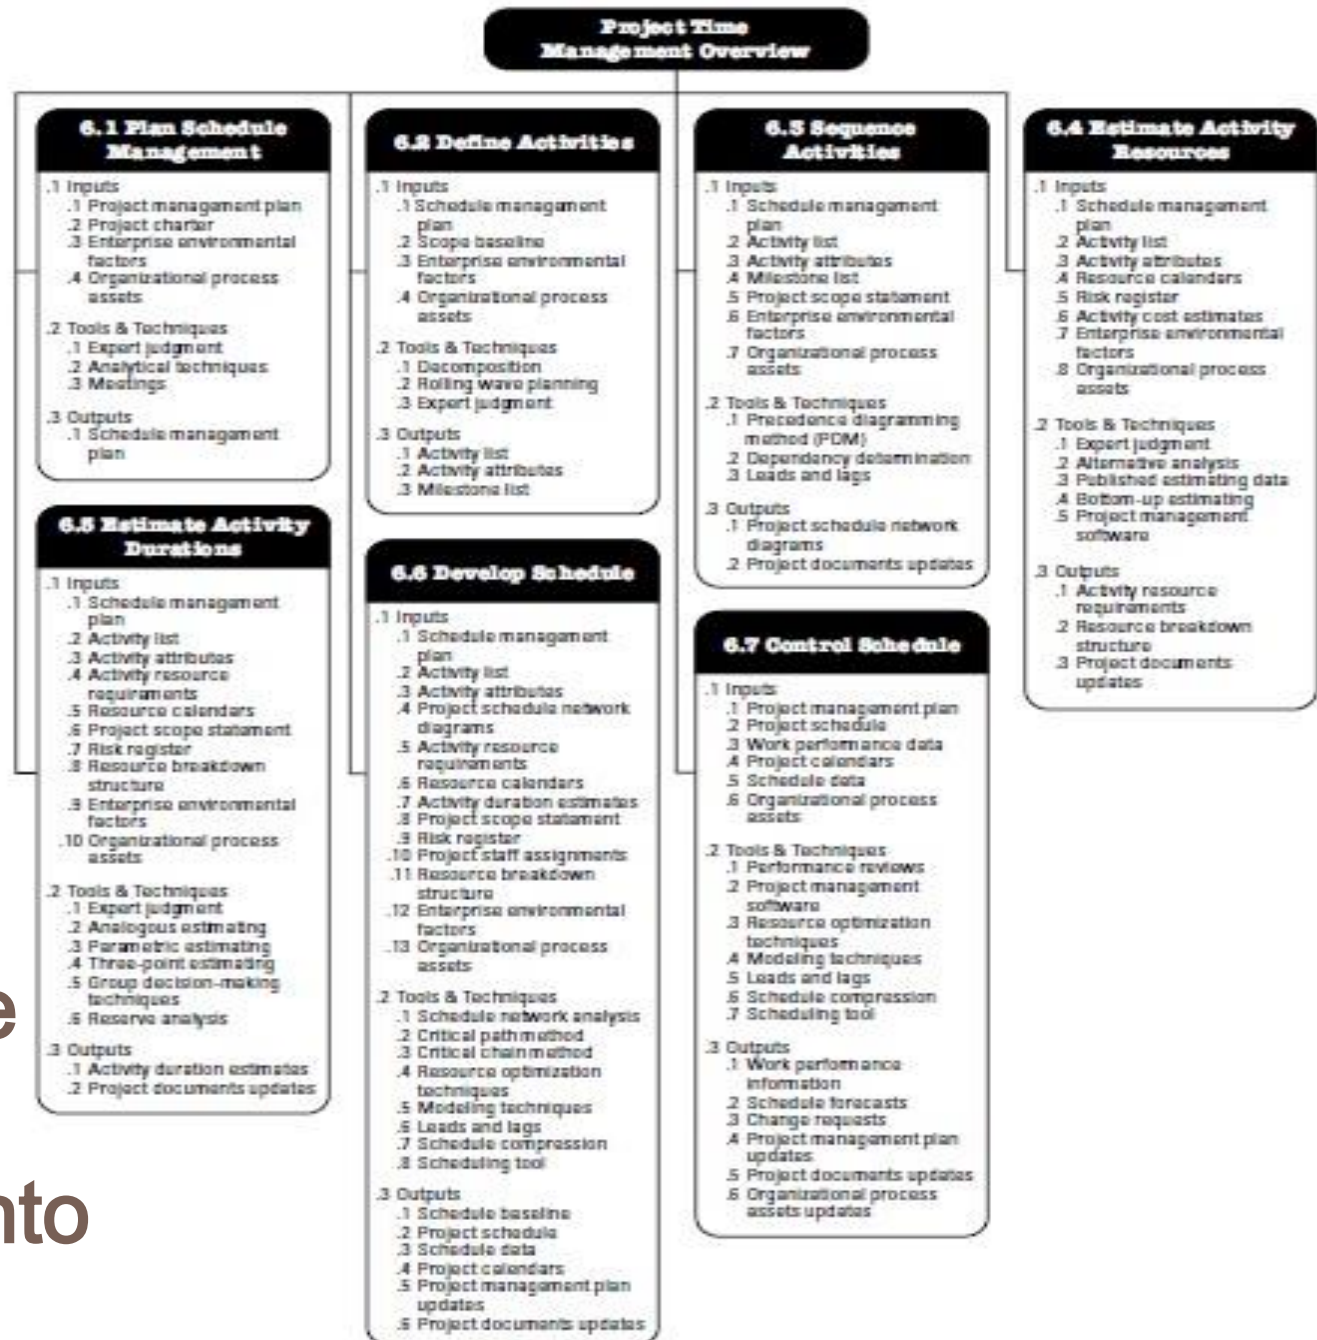 Project Time
Management Overview
6.1 Plan Schedule
Management
.1 Inputs
.1 Project management plan
.2 Project charter
.3 Enterprise environmental
factors
.4 Organizational process
assets
.2 Tools & Techniques
.1 Expert judgment
.2 Analytical techniques
.3 Meetings
.3 Outputs
.1 Schedule management
plan
6.2 Define Activities
.1 Inputs
.1 Schedule management
plan
.2 Scope baseline
.3 Enterprise environmental
factors
.4 Organizational process
assets
.2 Tools & Techniques
.1 Decomposition
.2 Rolling wave planning
.3 Expert judgment
.3 Outputs
.1 Activity list
.2 Activity attributes
.3 Milestone list
6.3 Sequence
Activities
.1 Inputs
.1 Schedule management
plan
.2 Activity list
.3 Activity attributes
.4 Milestone list
.5 Project scope statement
.6 Enterprise environmental
factors
.7 Organizational process
assets
.2 Tools & Techniques
.1 Precedence diagramming
method (PDM)
.2 Dependency determination
.3 Leads and lags
.3 Outputs
.1 Project schedule network
diagrams
.2 Project documents updates
6.4 Estimate Activity
Resources
.1 Inputs
.1 Schedule management
plan
.2 Activity list
.3 Activity attributes
.4 Resource calendars
.5 Risk register
.6 Activity cost estimates
.7 Enterprise environmental
factors
.8 Organizational process
assets
.2 Tools & Techniques
.1 Expert judgment
.2 Alternative analysis
.3 Published estimating data
.4 Bottom-up estimating
.5 Project management
software
.3 Outputs
.1 Activity resource
requirements
.2 Resource breakdown
structure
.3 Project documents
updates
6.5 Estimate Activity
Durations
.1 Inputs
.1 Schedule management
plan
.2 Activity list
.3 Activity attributes
.4 Activity resource
requirements
.5 Resource calendars
.6 Project scope statement
.7 Risk register
.8 Resource breakdown
structure
.9 Enterprise environmental
factors
.10 Organizational process
assets
.2 Tools & Techniques
.1 Expert judgment
.2 Analogous estimating
.3 Parametric estimating
.4 Three-point estimating
.5 Group decision-making
techniques
.6 Reserve analysis
.3 Outputs
.1 Activity duration estimates
.2 Project documents updates
6.6 Develop Schedule
.1 Inputs
.1 Schedule management
plan
.2 Activity list
.3 Activity attributes
.4 Project schedule network
diagrams
.5 Activity resource
requirements
.6 Resource calendars
.7 Activity duration estimates
.8 Project scope statement
.9 Risk register
.10 Project staff assignments
.11 Resource breakdown
structure
.12 Enterprise environmental
factors
.13 Organizational process
assets
.2 Tools & Techniques
.1 Schedule network analysis
.2 Critical path method
.3 Critical chain method
.4 Resource optimization
techniques
.5 Modeling techniques
.6 Leads and lags
.7 Schedule compression
.8 Scheduling tool
.3 Outputs
.1 Schedule baseline
.2 Project schedule
.3 Schedule data
.4 Project calendars
.5 Project management plan
updates
.6 Project documents updates
6.7 Control Schedule
.1 Inputs
.1 Project management plan
.2 Project schedule
.3 Work performance data
.4 Project calendars
.5 Schedule data
.6 Organizational process
assets
.2 Tools & Techniques
.1 Performance reviews
.2 Project management
software
.3 Resource optimization
techniques
.4 Modeling techniques
.5 Leads and lags
.6 Schedule compression
.7 Scheduling tool
.3 Outputs
.1 Work performance
information
.2 Schedule forecasts
.3 Change requests
.4 Project management plan
updates
.5 Project documents updates
.6 Organizational process
assets updates
e
nto